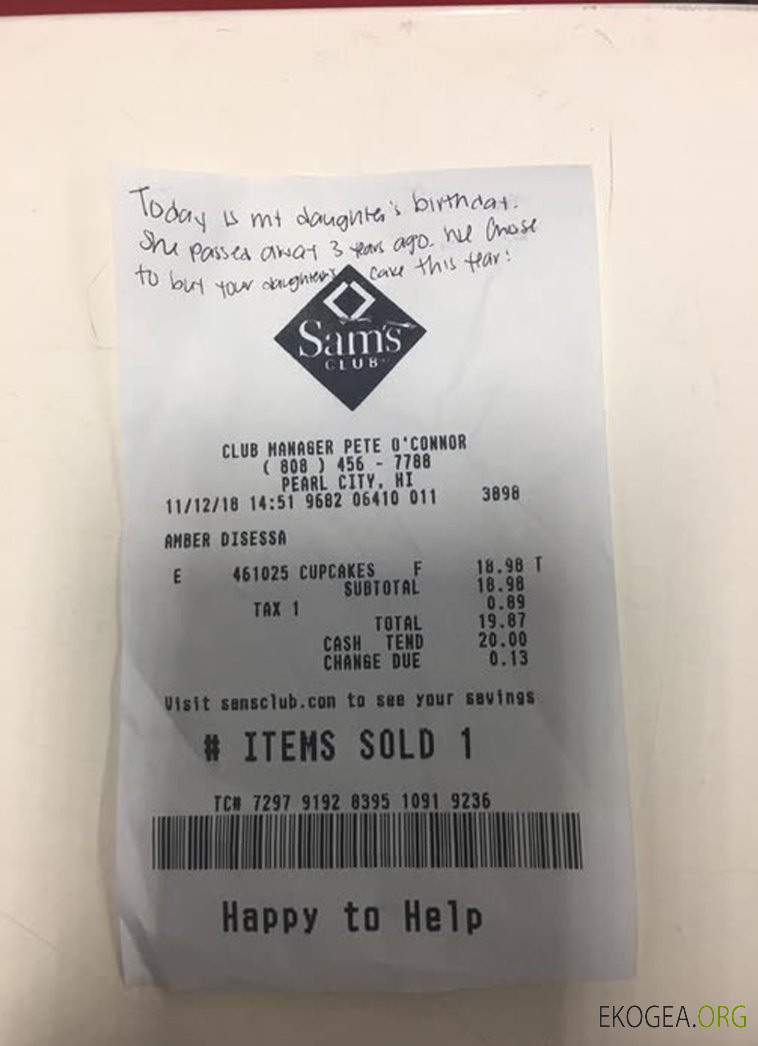 Today is my daughter's birthday.
She passed away 3 years ago. We chose
to buy your daughter's cake this year!
Sam's
CLUB
CLUB MANAGER PETE O'CONNOR
( 808 ) 456 - 7788
PEARL CITY, HI
11/12/18 14:51 9682 06410 011 3898
AMBER DISESSA
E 461025 CUPCAKES F 18.98 T
SUBTOTAL 18.98
TAX 1 0.89
TOTAL 19.87
CASH TEND 20.00
CHANGE DUE 0.13
Visit samsclub.com to see your savings
# ITEMS SOLD 1
TC# 7297 9192 8395 1091 9236
Happy to Help
EKOGEA.ORG